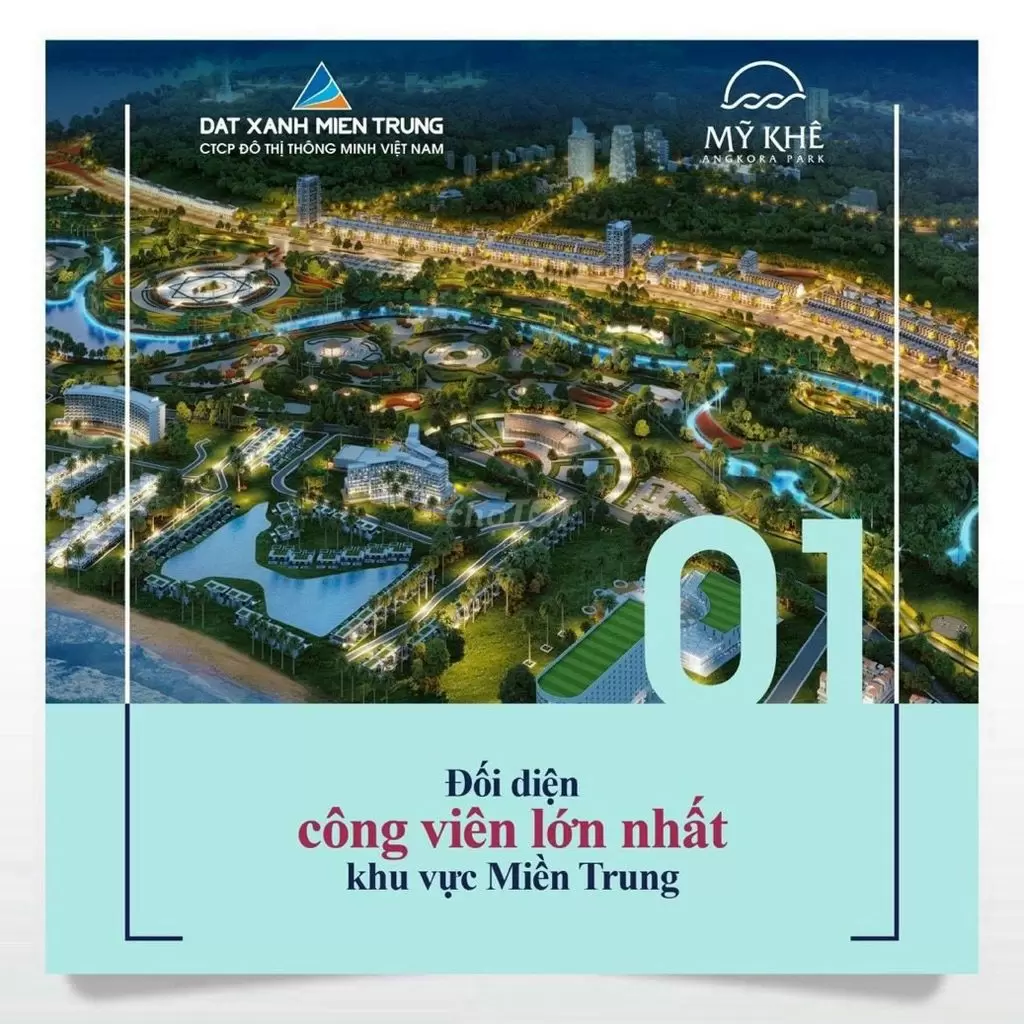 DAT XANH MIEN TRUNG
CTCP ĐÔ THỊ THÔNG MINH VIỆT NAM
MỸ KHÊ
ANGKORA PARK
01
Đối diện
công viên lớn nhất
khu vực Miền Trung